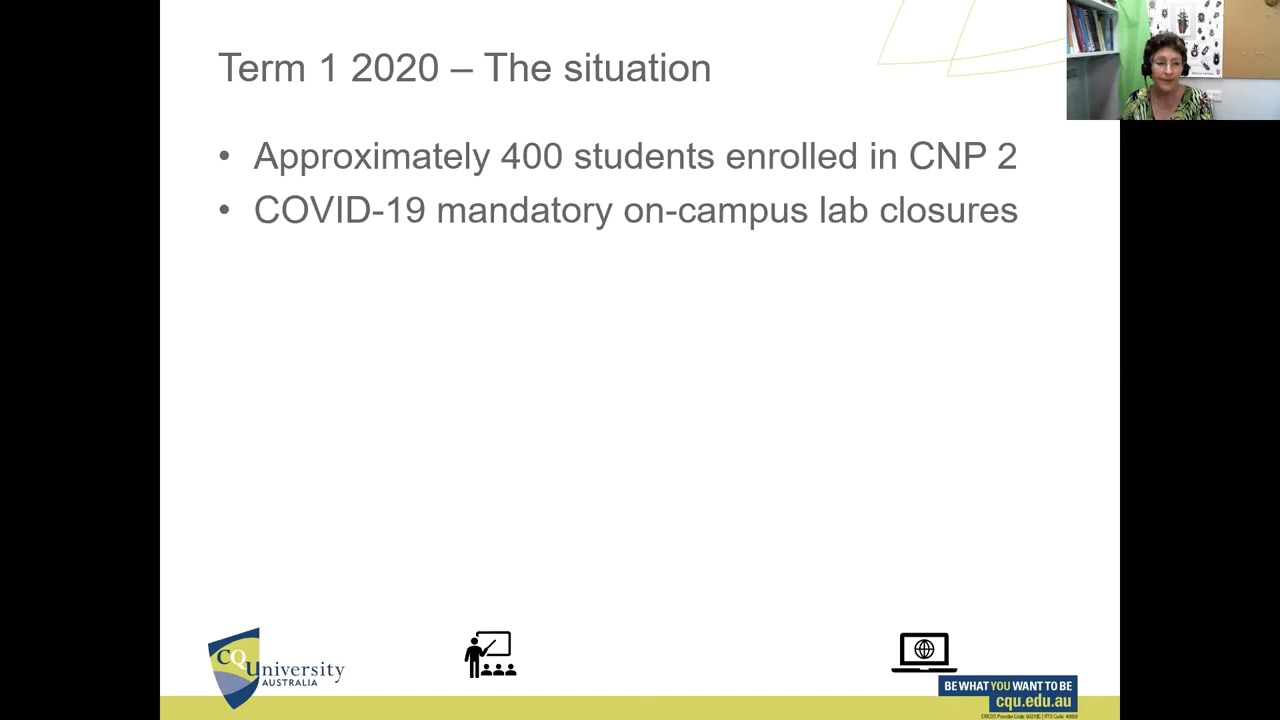 Term 1 2020 – The situation
• Approximately 400 students enrolled in CNP 2
• COVID-19 mandatory on-campus lab closures
CQUniversity
AUSTRALIA
BE WHAT YOU WANT TO BE
cqu.edu.au